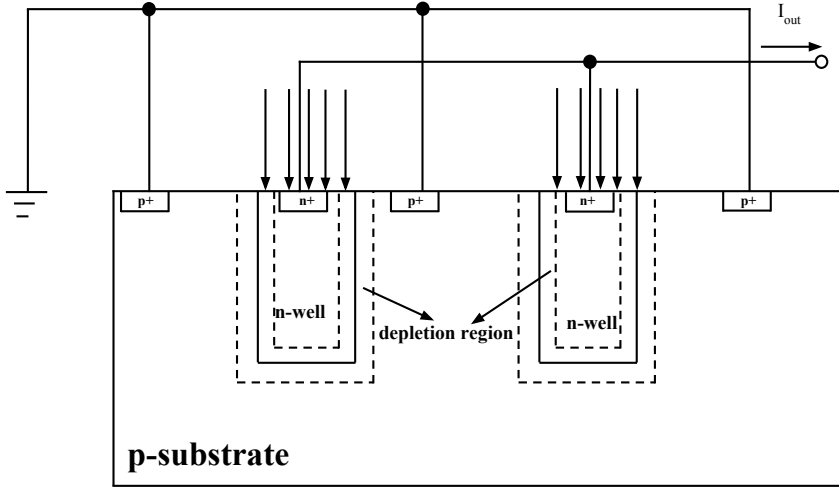 I_out
p+
n+
p+
n+
p+
n-well
depletion region
n-well
p-substrate